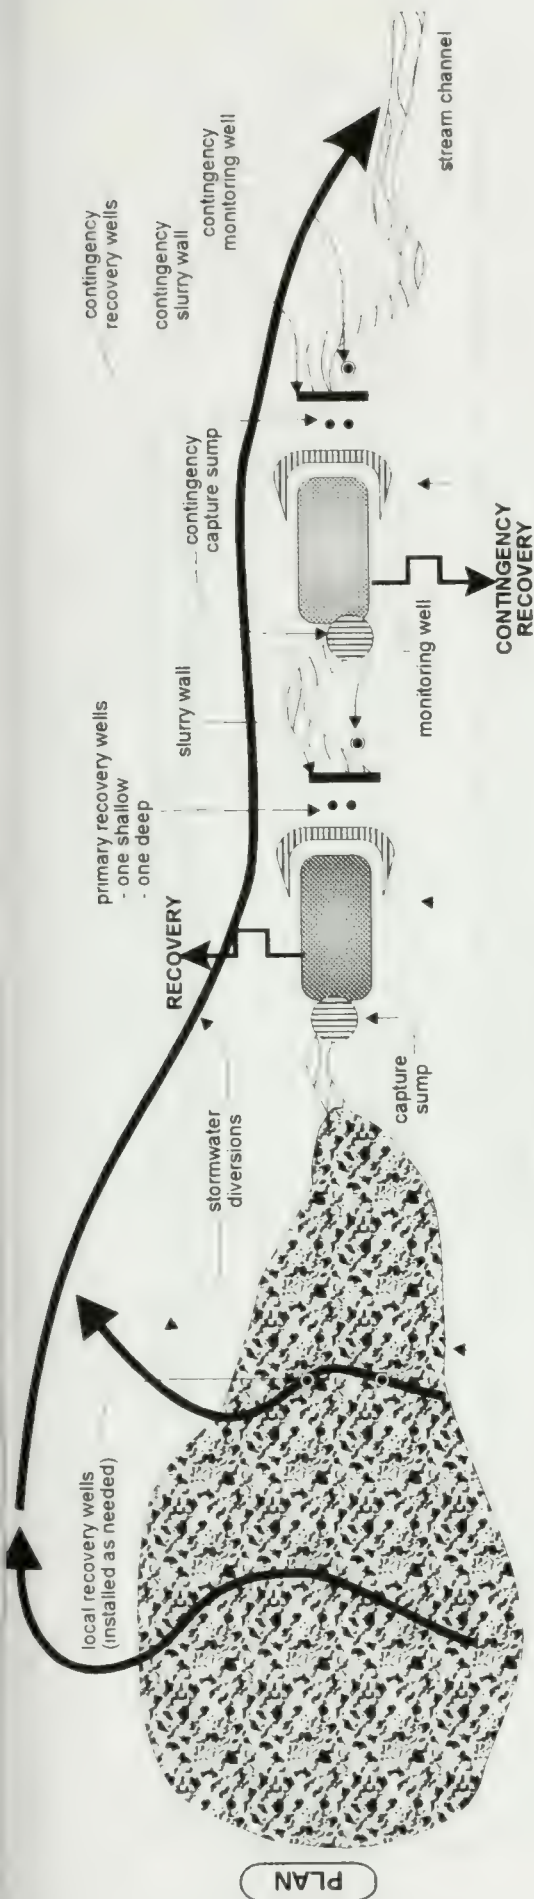 PLAN
local recovery wells
(installed as needed)
stormwater
diversions
capture
sump
RECOVERY
primary recovery wells
- one shallow
- one deep
slurry wall
monitoring well
contingency
capture sump
CONTINGENCY
RECOVERY
contingency
recovery wells
contingency
slurry wall
contingency
monitoring well
stream channel